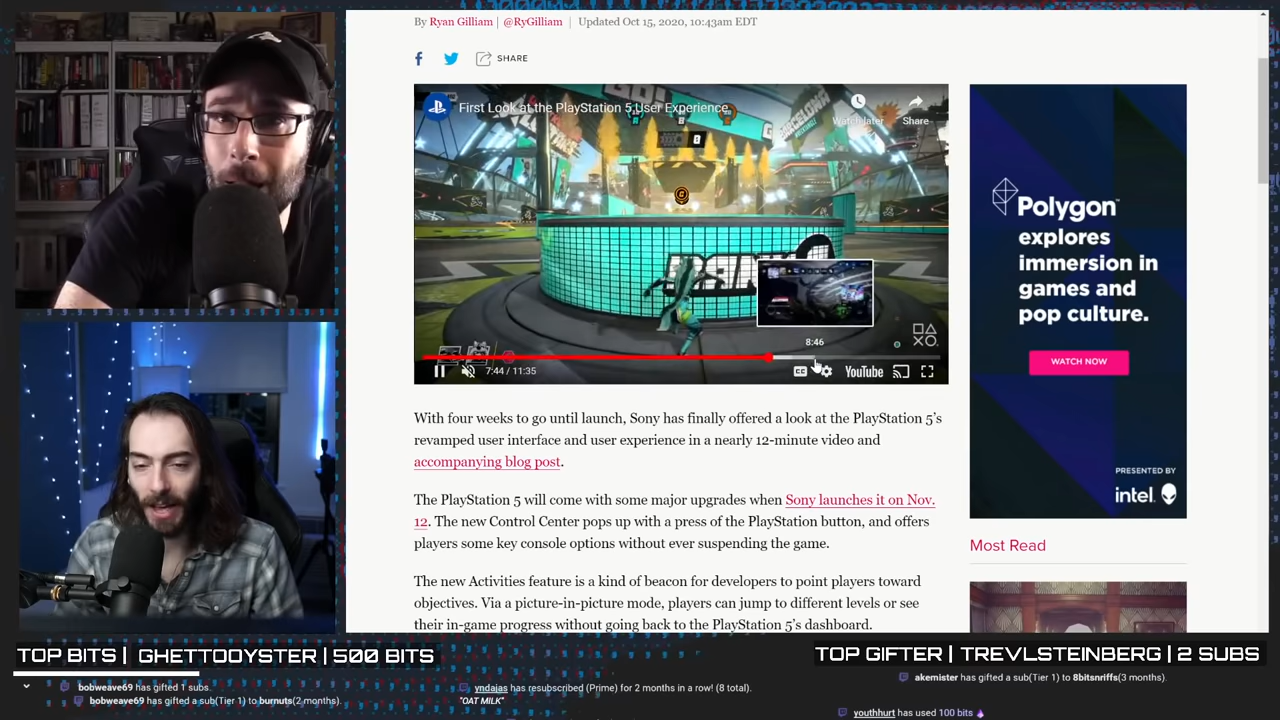 By Ryan Gilliam | @RyGilliam | Updated Oct 15, 2020, 10:43am EDT
SHARE
First Look at the PlayStation 5 User Experience
Watch later
Share
8:46
7:44 / 11:35
CC
YouTube
With four weeks to go until launch, Sony has finally offered a look at the PlayStation 5's
revamped user interface and user experience in a nearly 12-minute video and
accompanying blog post.
The PlayStation 5 will come with some major upgrades when Sony launches it on Nov.
12. The new Control Center pops up with a press of the PlayStation button, and offers
players some key console options without ever suspending the game.
The new Activities feature is a kind of beacon for developers to point players toward
objectives. Via a picture-in-picture mode, players can jump to different levels or see
their in-game progress without going back to the PlayStation 5's dashboard.
Polygon
explores
immersion in
games and
pop culture.
WATCH NOW
PRESENTED BY
intel.
Most Read
TOP BITS | GHETTODYSTER | 500 BITS
TOP GIFTER | TREVLSTEINBERG | 2 SUBS
bobweave69 has gifted 1 subs.
bobweave69 has gifted a sub(Tier 1) to burnuts(2 months).
yndajas has resubscribed (Prime) for 2 months in a row! (8 total).
"OAT MILK"
akemister has gifted a sub(Tier 1) to 8bitsnriffs(3 months).
youthhurt has used 100 bits